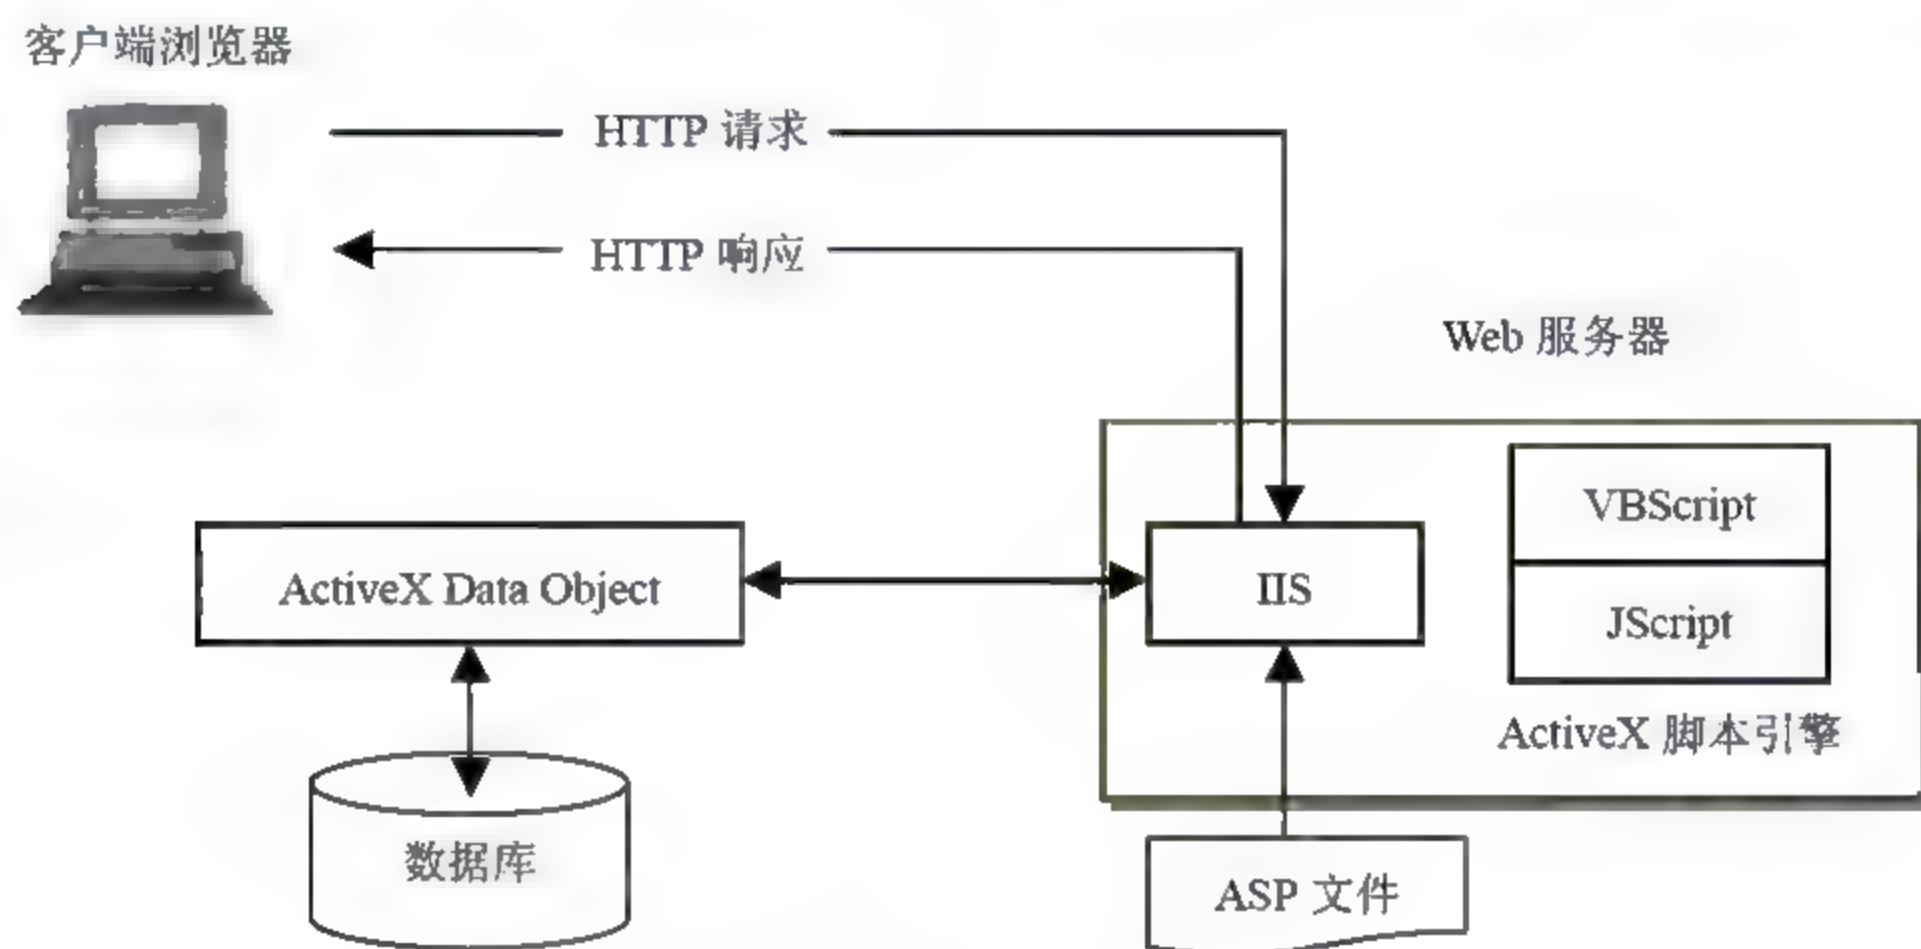 客户端浏览器
HTTP 请求
HTTP 响应
Web 服务器
VBScript
ActiveX Data Object
IIS
JScript
ActiveX 脚本引擎
数据库
ASP 文件